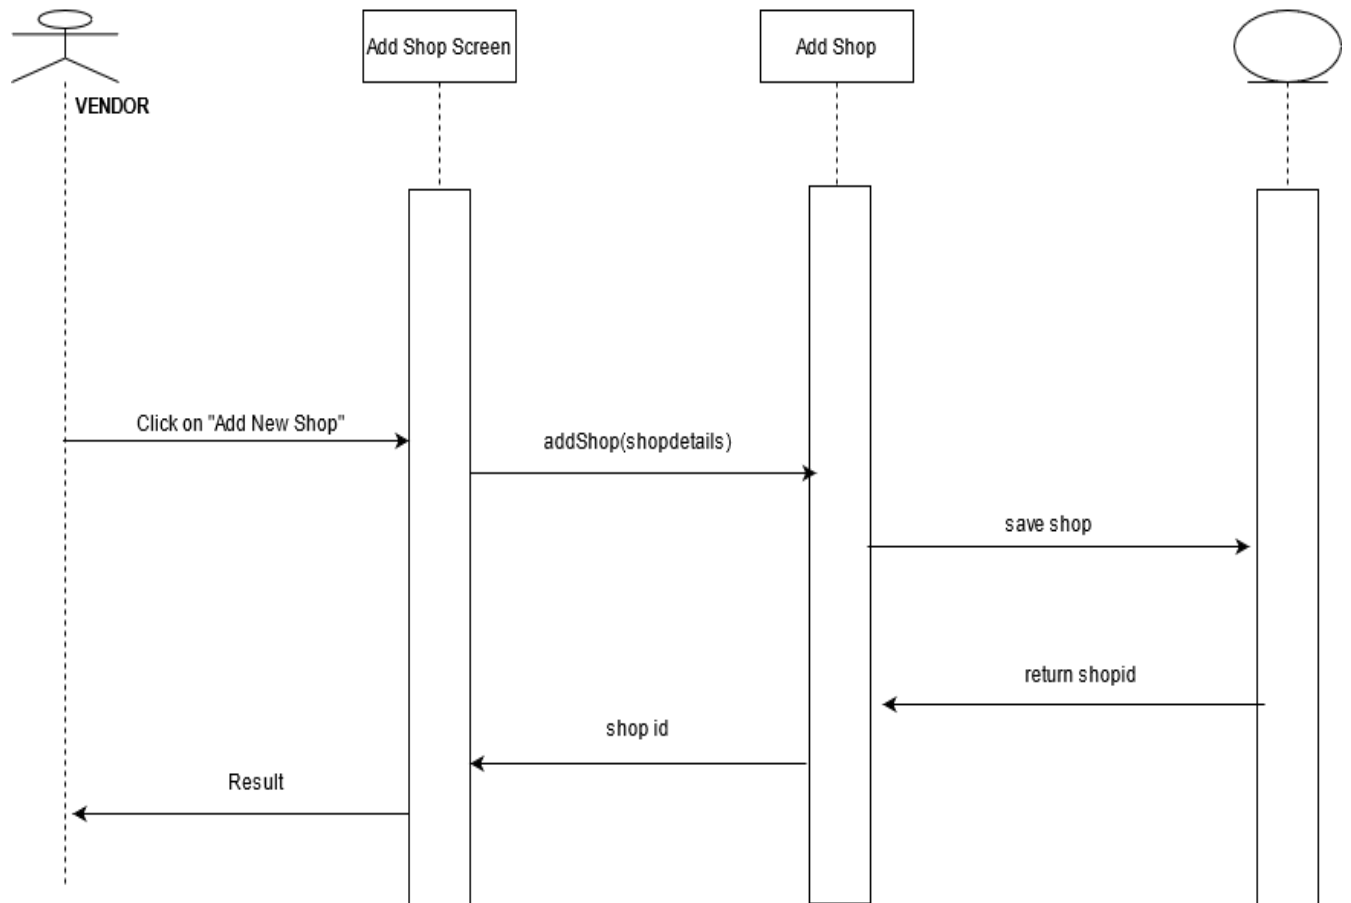 Add Shop Screen
Add Shop
VENDOR
Click on "Add New Shop"
addShop(shopdetails)
save shop
return shopid
shop id
Result